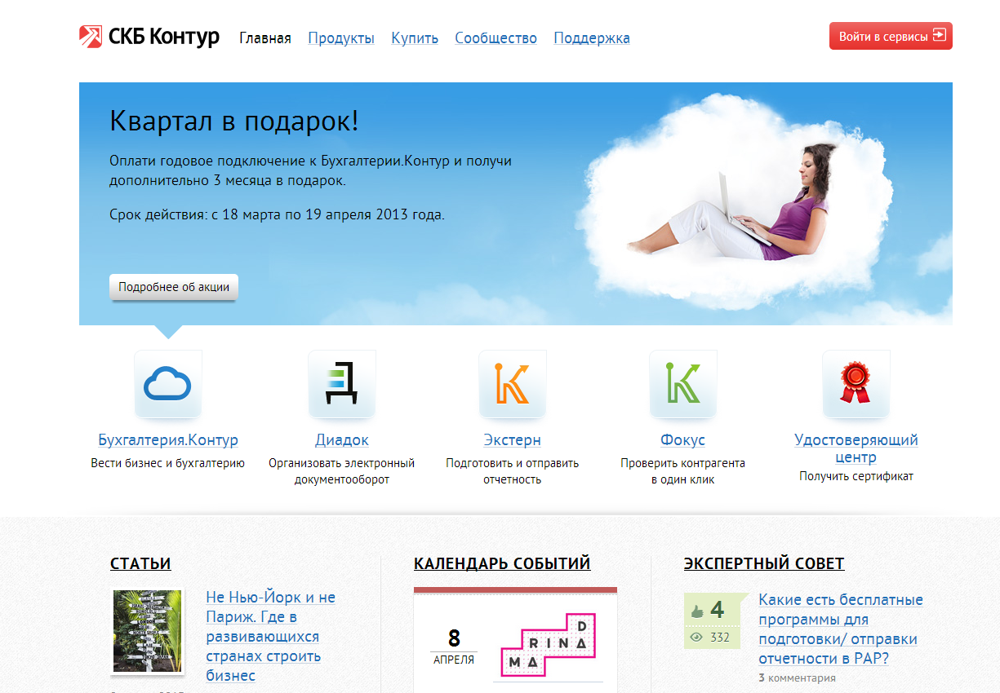 СКБ Контур
Главная Продукты Купить Сообщество Поддержка
Войти в сервисы
Квартал в подарок!
Оплати годовое подключение к Бухгалтерии.Контур и получи
дополнительно 3 месяца в подарок.
Срок действия: с 18 марта по 19 апреля 2013 года.
Подробнее об акции
Бухгалтерия.Контур
Вести бизнес и бухгалтерию
Диадок
Организовать электронный
документооборот
Экстерн
Подготовить и отправить
отчетность
Фокус
Проверить контрагента
в один клик
Удостоверяющий
центр
Получить сертификат
СТАТЬИ
Не Нью-Йорк и не
Париж. Где в
развивающихся
странах строить
бизнес
КАЛЕНДАРЬ СОБЫТИЙ
8
АПРЕЛЯ
D
RINA
MA
ЭКСПЕРТНЫЙ СОВЕТ
4
332
Какие есть бесплатные
программы для
подготовки/ отправки
отчетности в РАР?
3 комментария